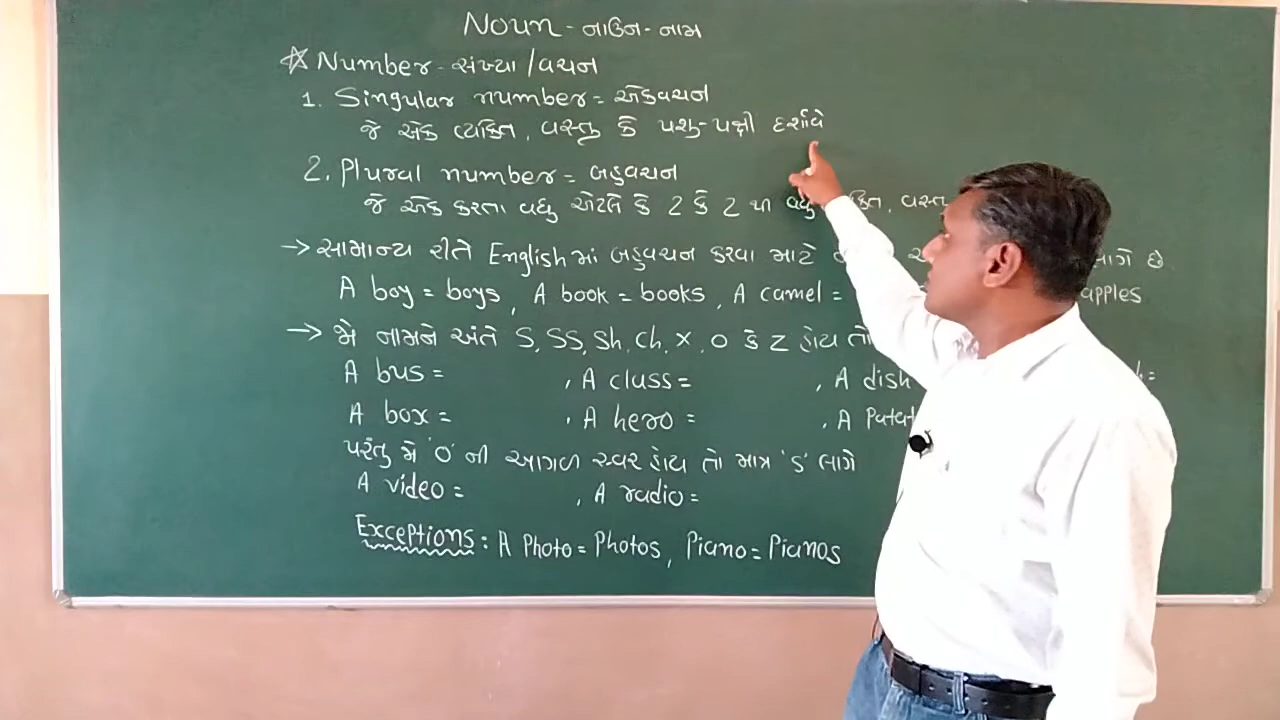 Noun - નાઉન - નામ
☆ Number - સંખ્યા / વચન
1. Singular number = એકવચન
જે એક વ્યક્તિ, વસ્તુ કે પશુ-પક્ષી દર્શાવે
2. Plural number = બહુવચન
જે એક કરતા વધુ એટલે કે 2 કે 2 થી વધુ વસ્તુ
→ સામાન્ય રીતે English માં બહુવચન કરવા માટે લાગે છે.
A boy = boys, A book = books, A camel = apples
→ જો નામને અંતે S, SS, Sh, Ch, X, O કે Z હોય તો
A bus = , A class = , A dish
A box = , A hero = , A
પરંતુ જો 'O' ની આગળ સ્વર હોય તો માત્ર 'S' લાગે
A video = , A radio =
Exceptions: A Photo = Photos, Piano = Pianos